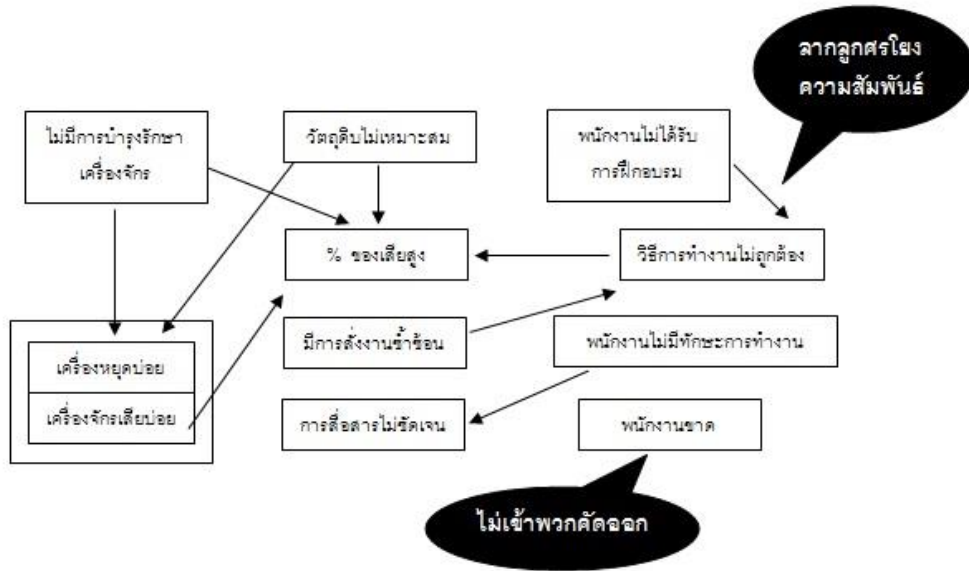 ลากลูกศรโยง
ความสัมพันธ์
ไม่มีการบำรุงรักษา
เครื่องจักร
วัตถุดิบไม่เหมาะสม
พนักงานไม่ได้รับ
การฝึกอบรม
% ของเสียสูง
วิธีการทำงานไม่ถูกต้อง
มีการสั่งงานซ้ำซ้อน
พนักงานไม่มีทักษะการทำงาน
เครื่องหยุดบ่อย
เครื่องจักรเสียบ่อย
การสื่อสารไม่ชัดเจน
พนักงานขาด
ไม่เข้าพวกคัดออก